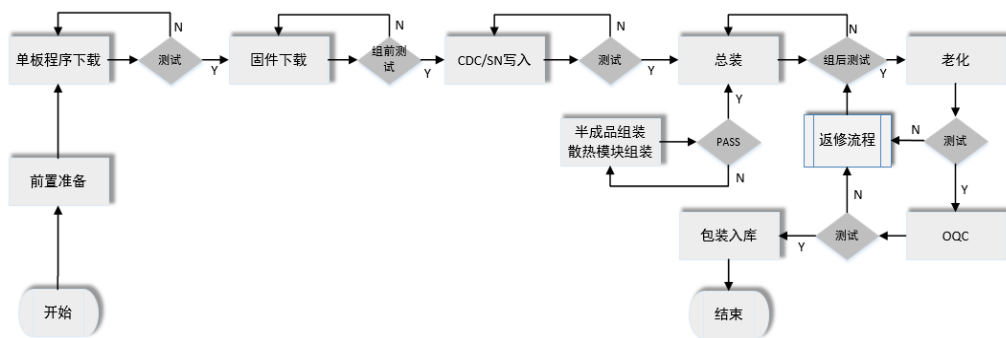 N
N
N
N
N
单板程序下载
测试
Y
固件下载
组前测
试
Y
CDC/SN写入
测试
Y
总装
组后测试
Y
老化
Y
半成品组装
散热模块组装
PASS
返修流程
N
测试
前置准备
N
N
Y
包装入库
Y
测试
OQC
开始
结束